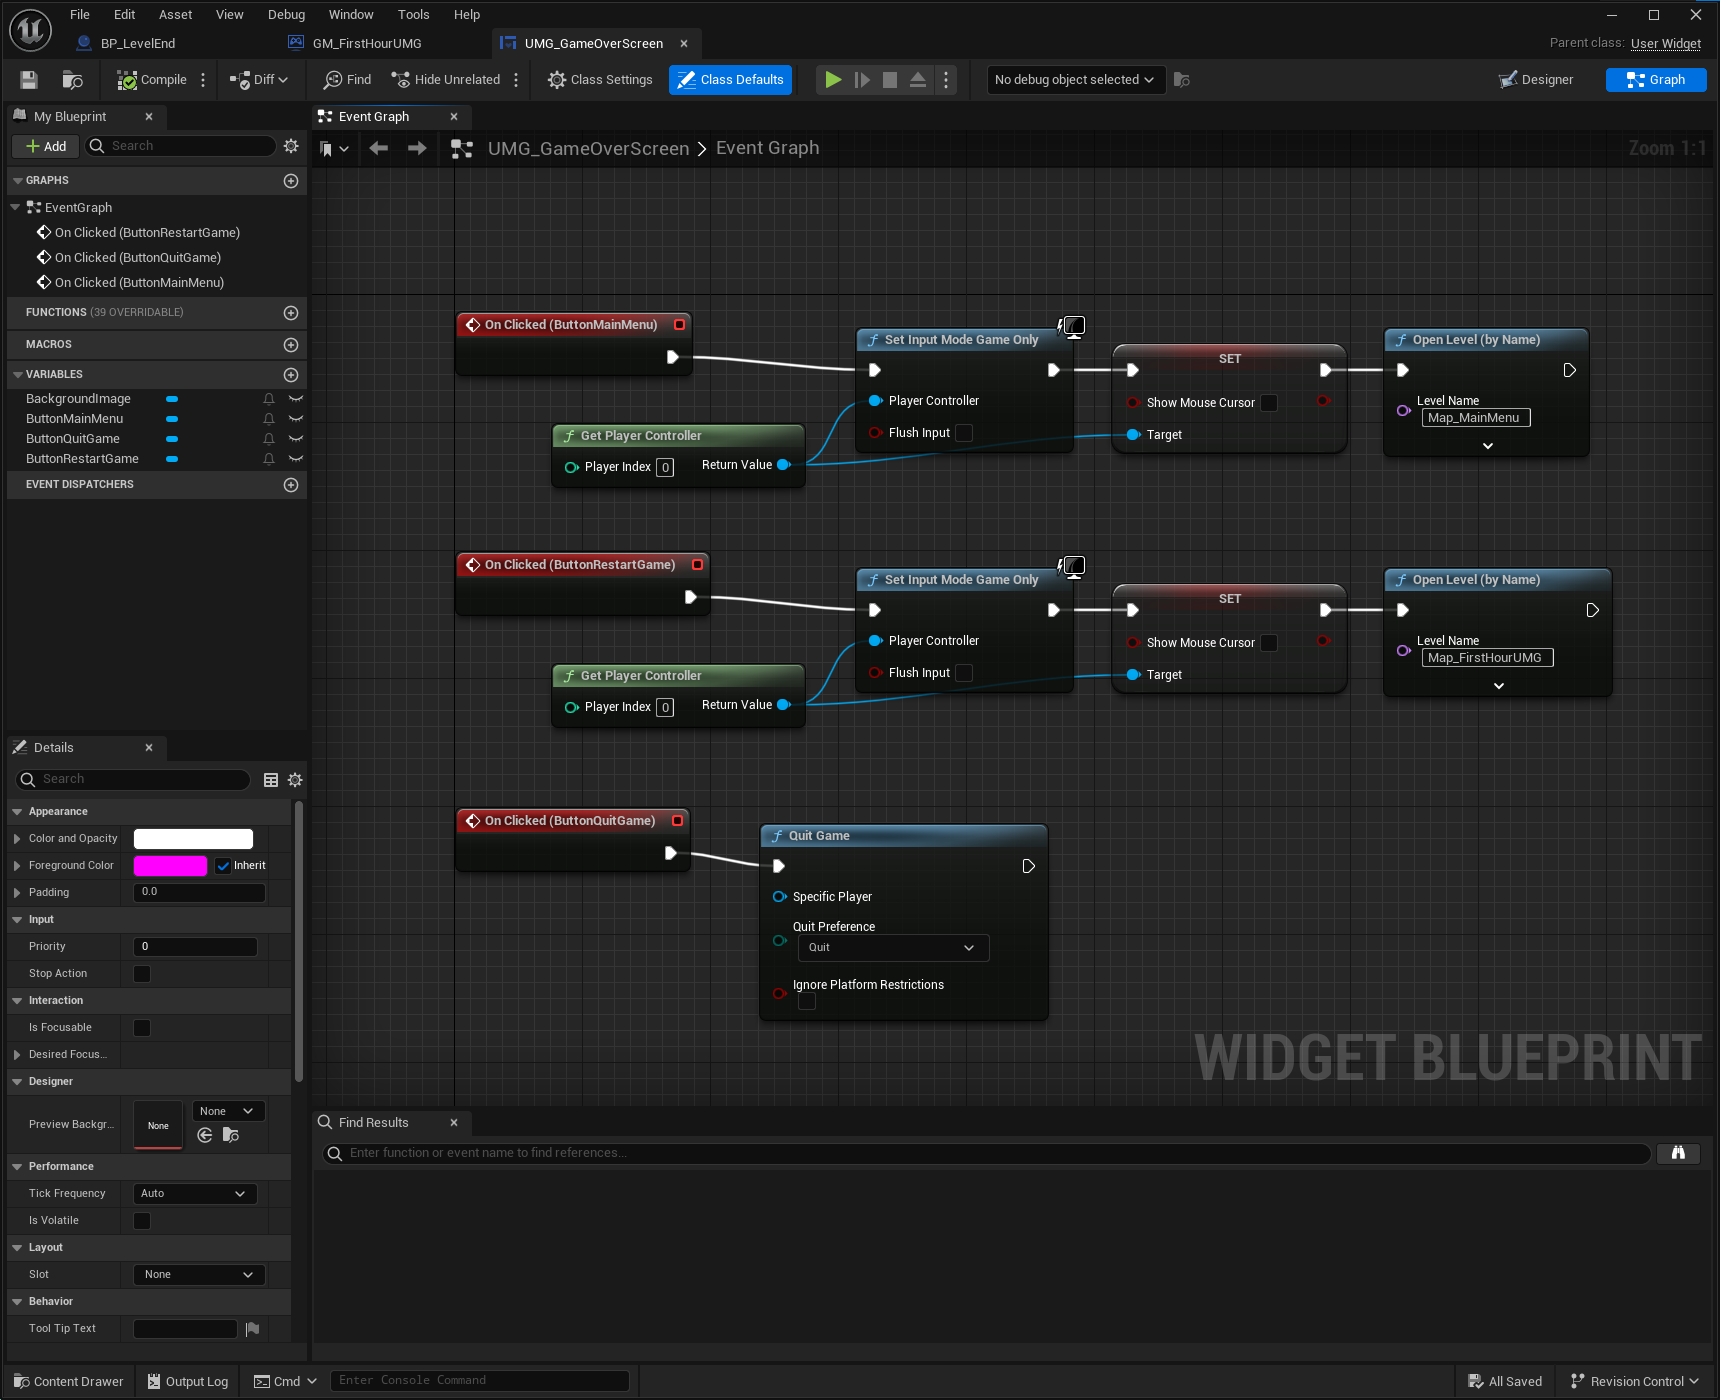 File Edit Asset View Debug Window Tools Help
BP_LevelEnd GM_FirstHourUMG UMG_GameOverScreen Parent class: User Widget
Compile Diff Find Hide Unrelated Class Settings Class Defaults No debug object selected Designer Graph
My Blueprint
Event Graph
Add Search
UMG_GameOverScreen Event Graph Zoom 1:1
GRAPHS
EventGraph
On Clicked (ButtonRestartGame)
On Clicked (ButtonQuitGame)
On Clicked (ButtonMainMenu)
FUNCTIONS (39 OVERRIDABLE)
MACROS
VARIABLES
BackgroundImage
ButtonMainMenu
ButtonQuitGame
ButtonRestartGame
EVENT DISPATCHERS
On Clicked (ButtonMainMenu)
Get Player Controller
Player Index 0 Return Value
Set Input Mode Game Only
Player Controller
Flush Input
SET
Show Mouse Cursor
Target
Open Level (by Name)
Level Name
Map_MainMenu
On Clicked (ButtonRestartGame)
Get Player Controller
Player Index 0 Return Value
Set Input Mode Game Only
Player Controller
Flush Input
SET
Show Mouse Cursor
Target
Open Level (by Name)
Level Name
Map_FirstHourUMG
On Clicked (ButtonQuitGame)
Quit Game
Specific Player
Quit Preference
Quit
Ignore Platform Restrictions
WIDGET BLUEPRINT
Details
Search
Appearance
Color and Opacity
Foreground Color Inherit
Padding 0.0
Input
Priority 0
Stop Action
Interaction
Is Focusable
Desired Focus...
Designer
Preview Backgr... None None
Performance
Tick Frequency Auto
Is Volatile
Layout
Slot None
Behavior
Tool Tip Text
Find Results
Enter function or event name to find references...
Content Drawer Output Log Cmd Enter Console Command All Saved Revision Control